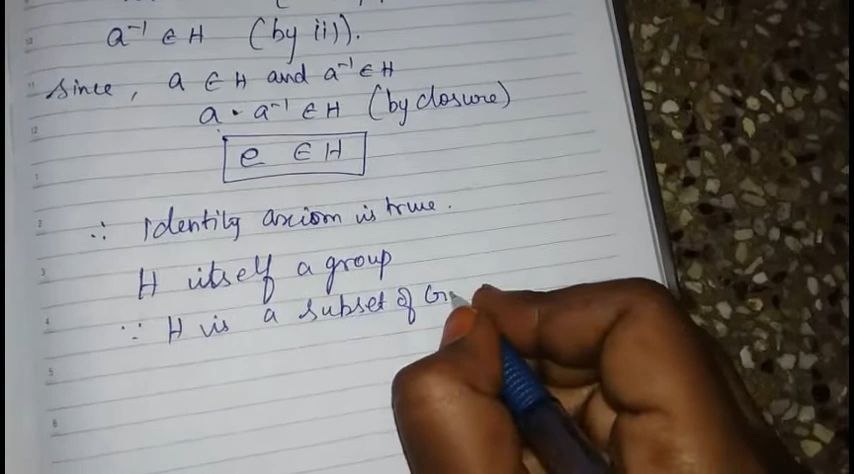 a⁻¹ ∈ H (by ii)).
since, a ∈ H and a⁻¹ ∈ H
a · a⁻¹ ∈ H (by closure)
e ∈ H
∴ Identity axiom is true.
H itself a group
∵ H is a subset of G